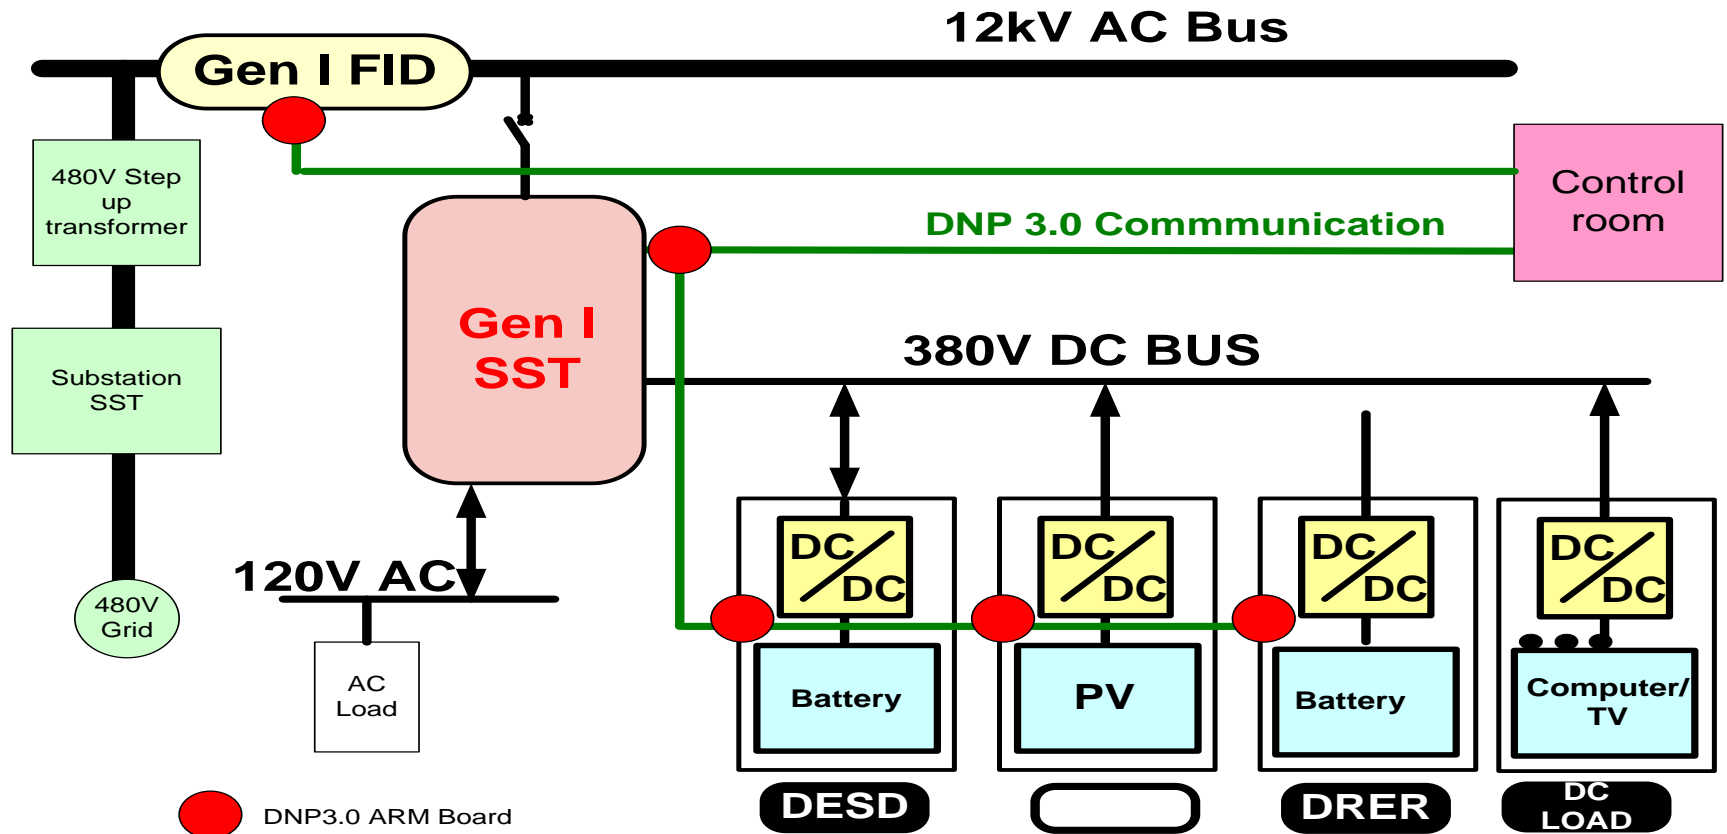 12kV AC Bus
Gen I FID
480V Step
up
transformer
Control
room
DNP 3.0 Commmunication
Gen I
SST
380V DC BUS
Substation
SST
DC
DC
DC
DC
DC
DC
DC
DC
120V AC
480V
Grid
AC
Load
Battery
PV
Battery
Computer/
TV
DESD
DRER
DC
LOAD
DNP3.0 ARM Board